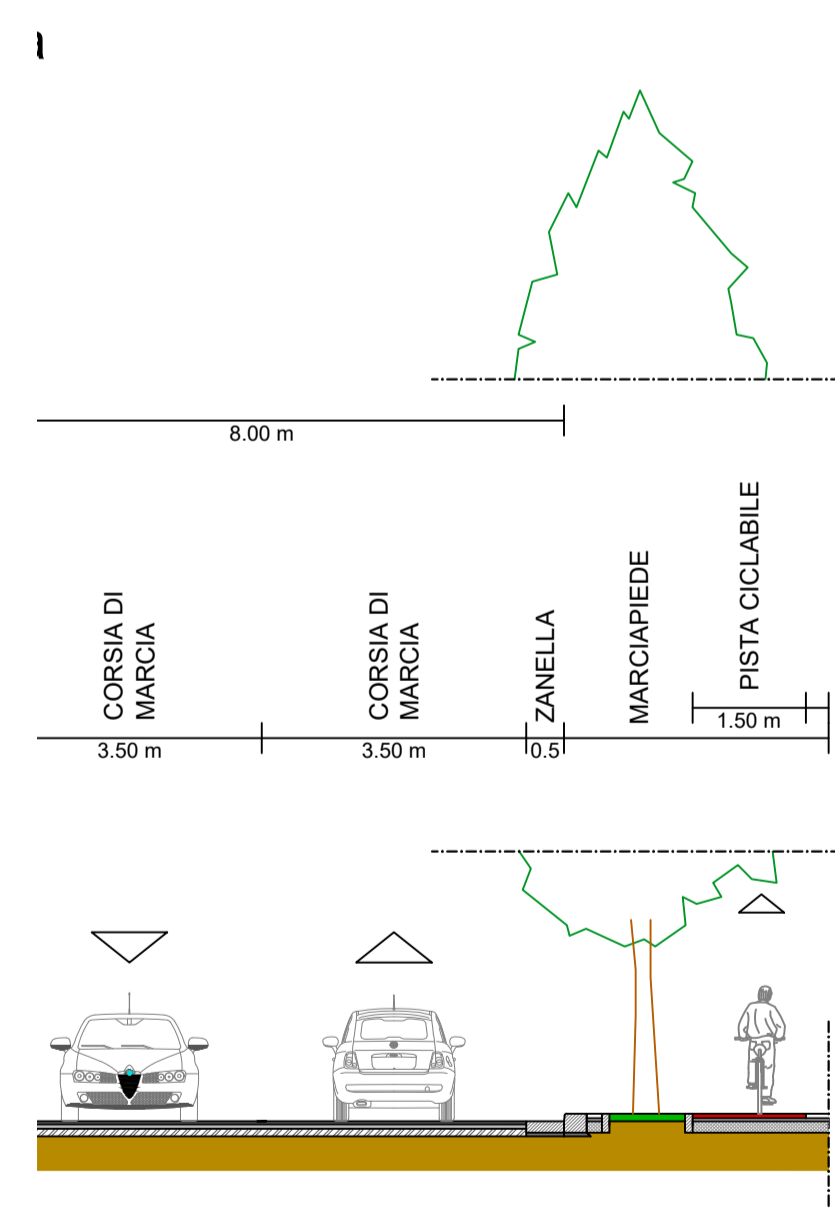 8.00 m
CORSIA DI
MARCIA
CORSIA DI
MARCIA
ZANELLA
MARCIAPIEDE
PISTA CICLABILE
1.50 m
3.50 m
3.50 m
0.5